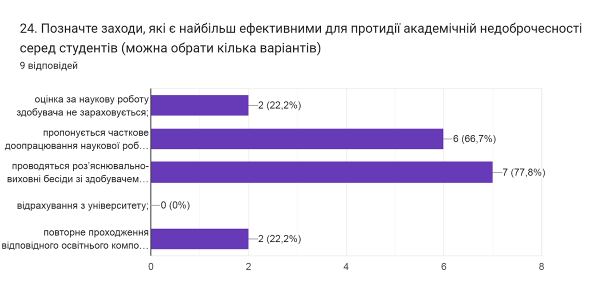 24. Позначте заходи, які є найбільш ефективними для протидії академічній недоброчесності
серед студентів (можна обрати кілька варіантів)
9 відповідей
оцінка за наукову роботу
здобувача не зараховується;
2 (22,2%)
пропонується часткове
доопрацювання наукової роб…
6 (66,7%)
проводяться роз'яснювально-
виховні бесіди зі здобувачем…
7 (77,8%)
відрахування з університету;
0 (0%)
повторне проходження
відповідного освітнього компо…
2 (22,2%)
0 2 4 6 8